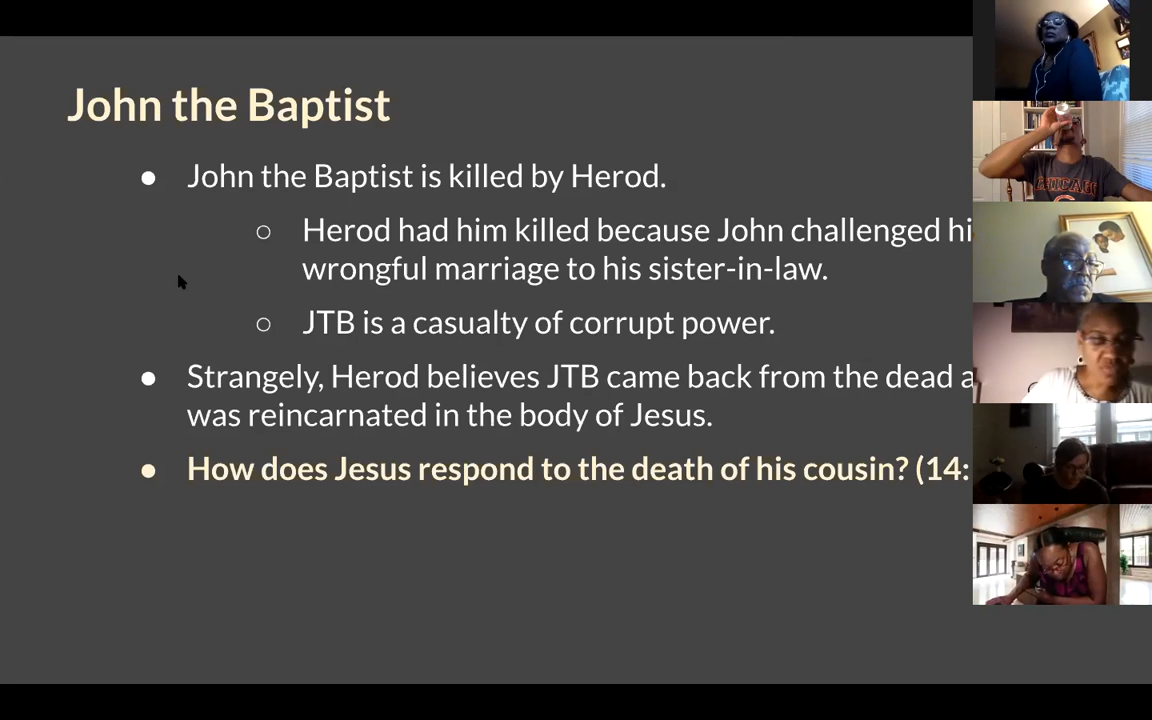 John the Baptist
● John the Baptist is killed by Herod.
○ Herod had him killed because John challenged hi
wrongful marriage to his sister-in-law.
○ JTB is a casualty of corrupt power.
● Strangely, Herod believes JTB came back from the dead a
was reincarnated in the body of Jesus.
● How does Jesus respond to the death of his cousin? (14:
CHICAGO